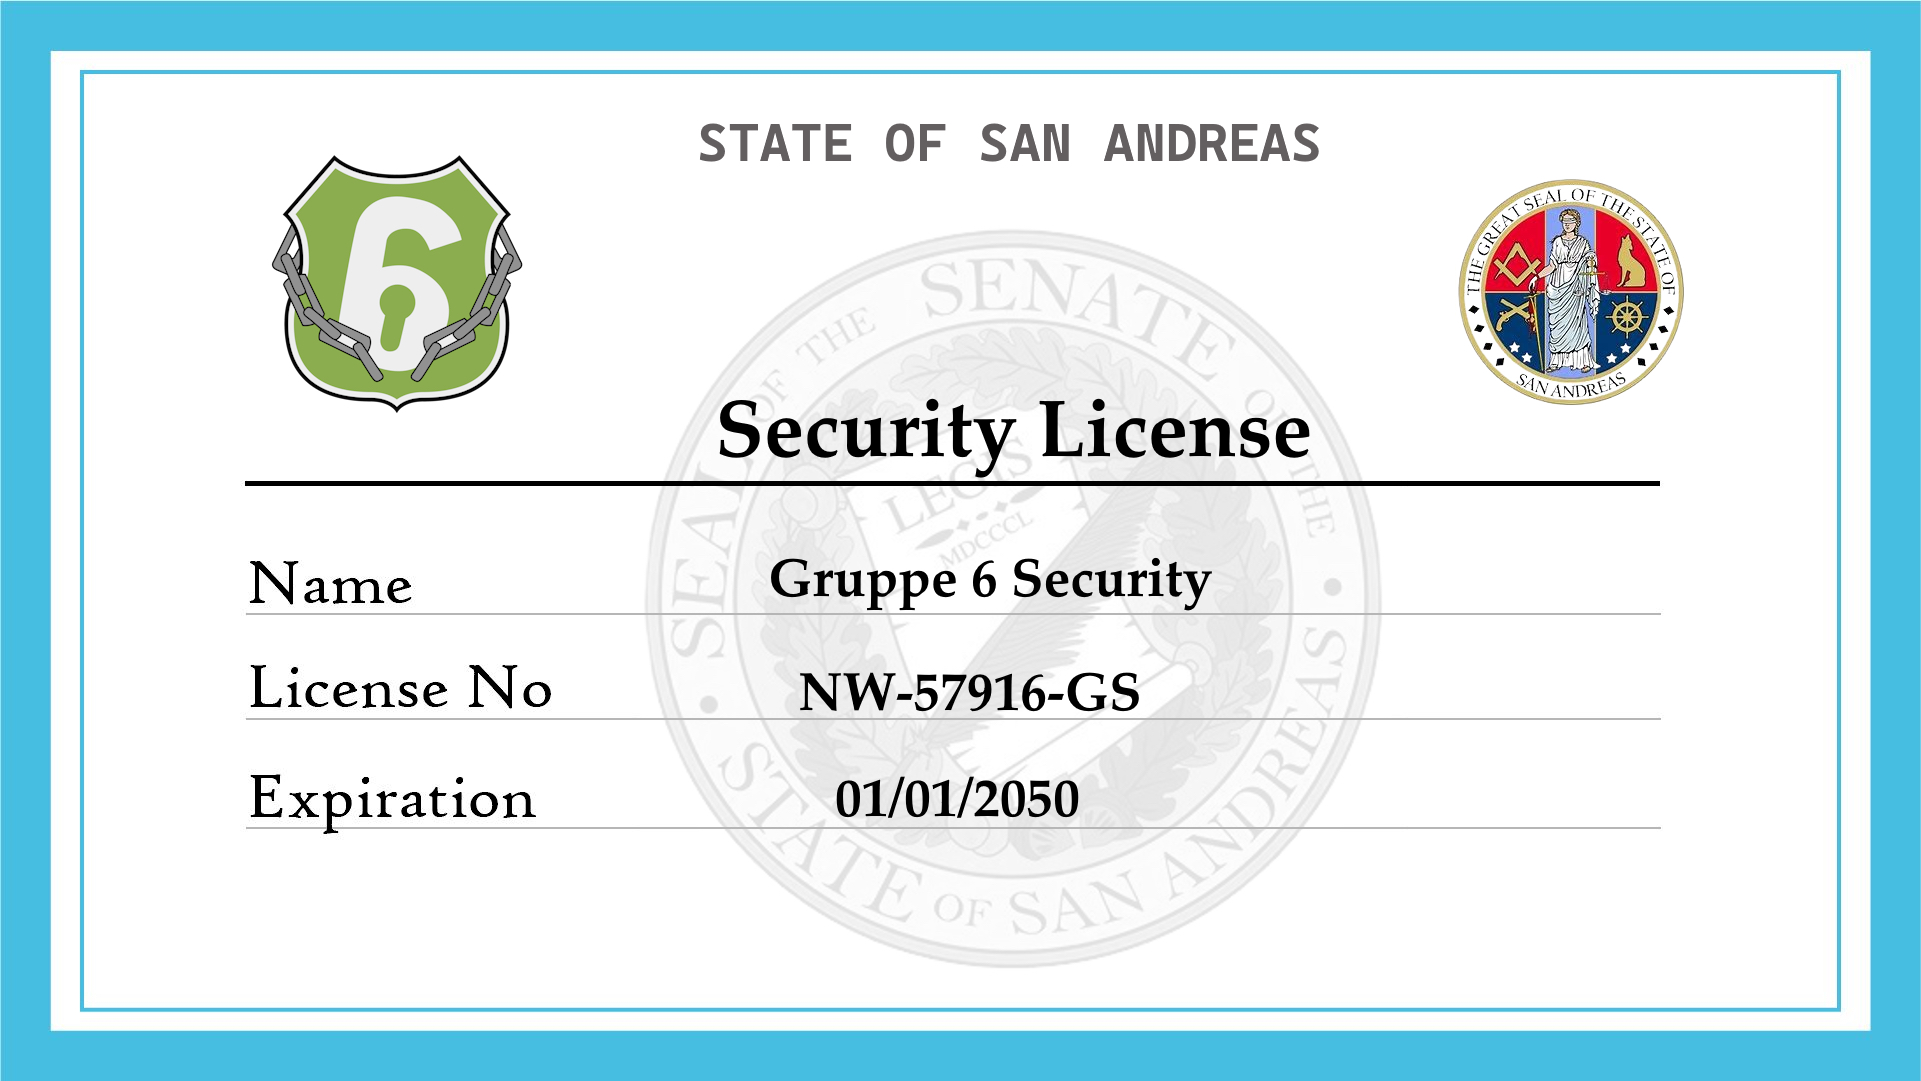 STATE OF SAN ANDREAS
6
THE GREAT SEAL OF THE STATE OF
SAN ANDREAS
SEAL OF THE SENATE OF THE
STATE OF SAN ANDREAS
LEGIS
MDCCCL
Security License
Name Gruppe 6 Security
License No NW-57916-GS
Expiration 01/01/2050